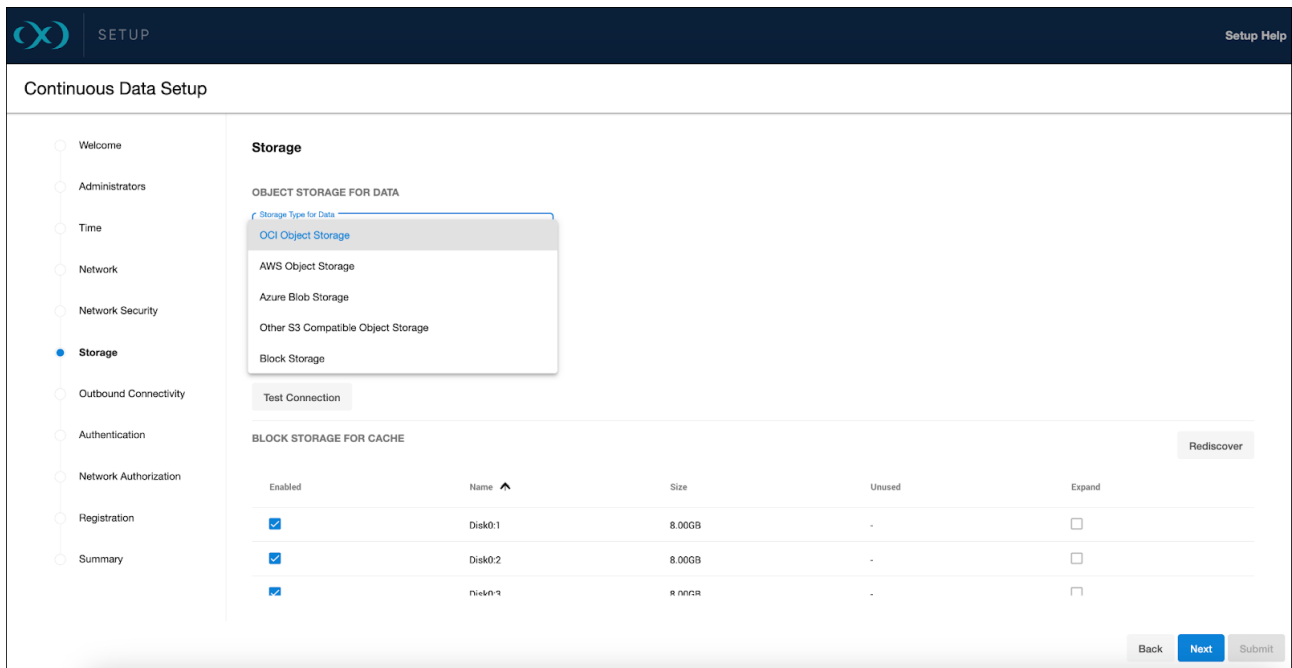 SETUP
Setup Help
Continuous Data Setup
Welcome
Administrators
Time
Network
Network Security
Storage
Outbound Connectivity
Authentication
Network Authorization
Registration
Summary
Storage
OBJECT STORAGE FOR DATA
Storage Type for Data
OCI Object Storage
AWS Object Storage
Azure Blob Storage
Other S3 Compatible Object Storage
Block Storage
Test Connection
BLOCK STORAGE FOR CACHE
Rediscover
Enabled Name Size Unused Expand
Disk0:1 8.00GB -
Disk0:2 8.00GB -
Disk0:3 8.00GB -
Back Next Submit